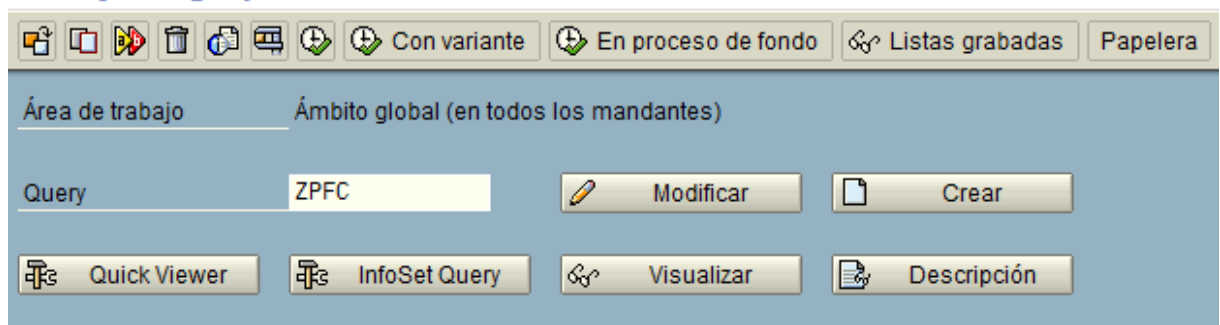 Con variante En proceso de fondo Listas grabadas Papelera
Área de trabajo Ámbito global (en todos los mandantes)
Query ZPFC Modificar Crear
Quick Viewer InfoSet Query Visualizar Descripción